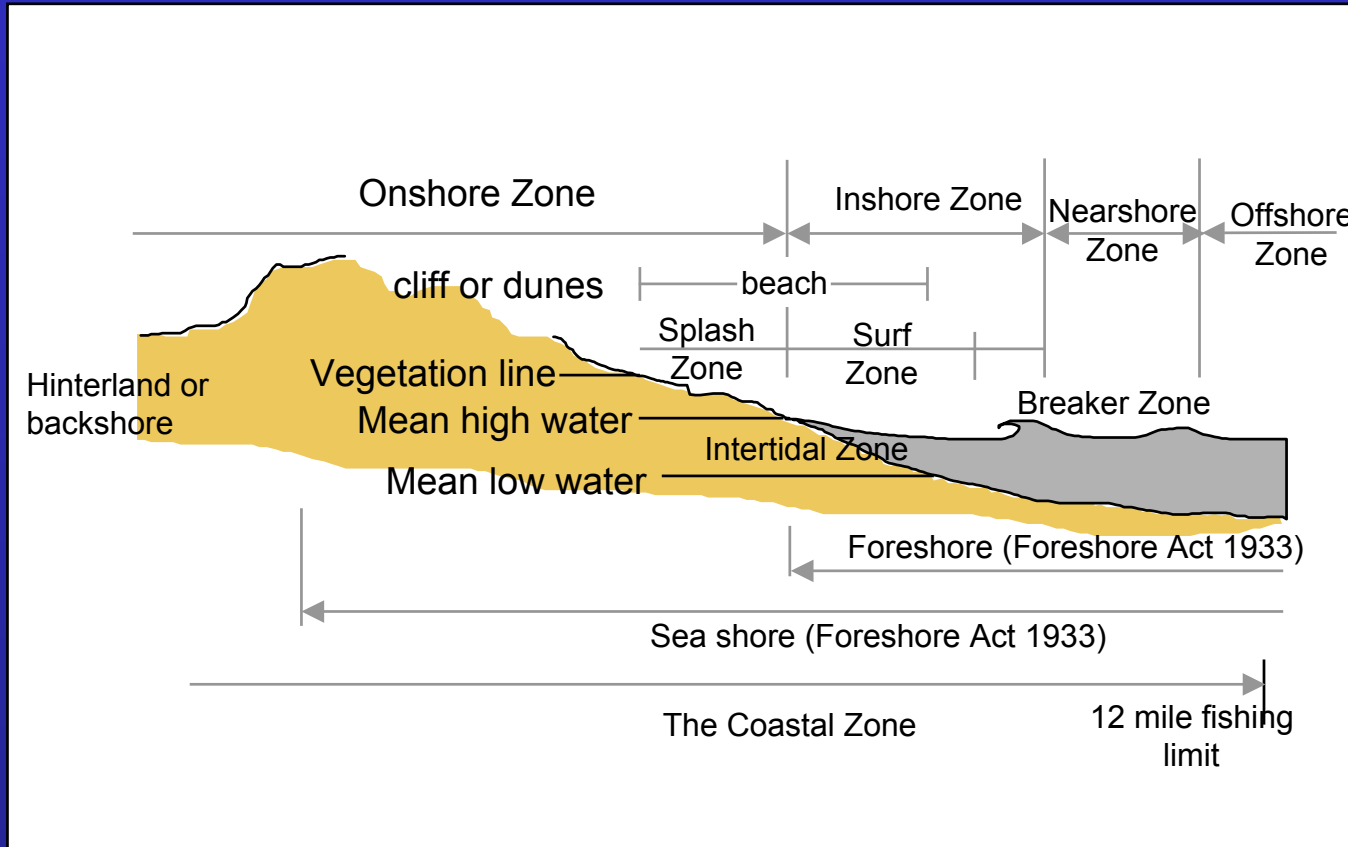 Onshore Zone
Inshore Zone
Nearshore
Zone
Offshore
Zone
cliff or dunes
beach
Splash
Zone
Surf
Zone
Hinterland or
backshore
Vegetation line
Mean high water
Breaker Zone
Intertidal Zone
Mean low water
Foreshore (Foreshore Act 1933)
Sea shore (Foreshore Act 1933)
The Coastal Zone
12 mile fishing
limit